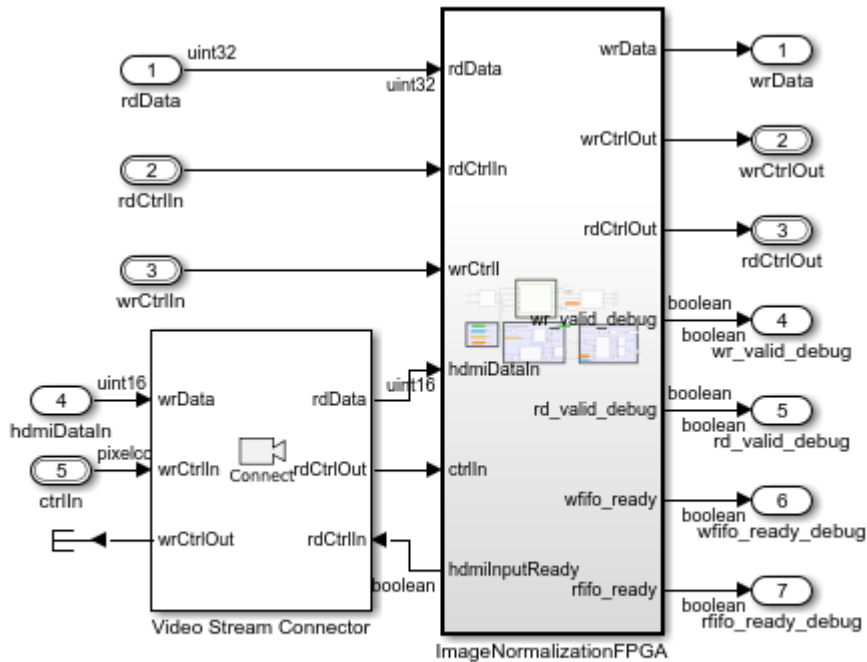 uint32
1
rdData
uint32
rdData
wrData
1
wrData
2
rdCtrlIn
rdCtrlIn
wrCtrlOut
2
wrCtrlOut
3
wrCtrlIn
wrCtrlI
rdCtrlOut
3
rdCtrlOut
wr_valid_debug
boolean
boolean
4
wr_valid_debug
uint16
4
hdmiDataIn
wrData
rdData
uint16
hdmiDataIn
rd_valid_debug
boolean
boolean
5
rd_valid_debug
pixelcc
5
ctrlIn
wrCtrlIn
Connect
rdCtrlOut
ctrlIn
wfifo_ready
boolean
6
wfifo_ready_debug
wrCtrlOut
rdCtrlIn
boolean
hdmiInputReady
rfifo_ready
boolean
7
rfifo_ready_debug
Video Stream Connector
ImageNormalizationFPGA